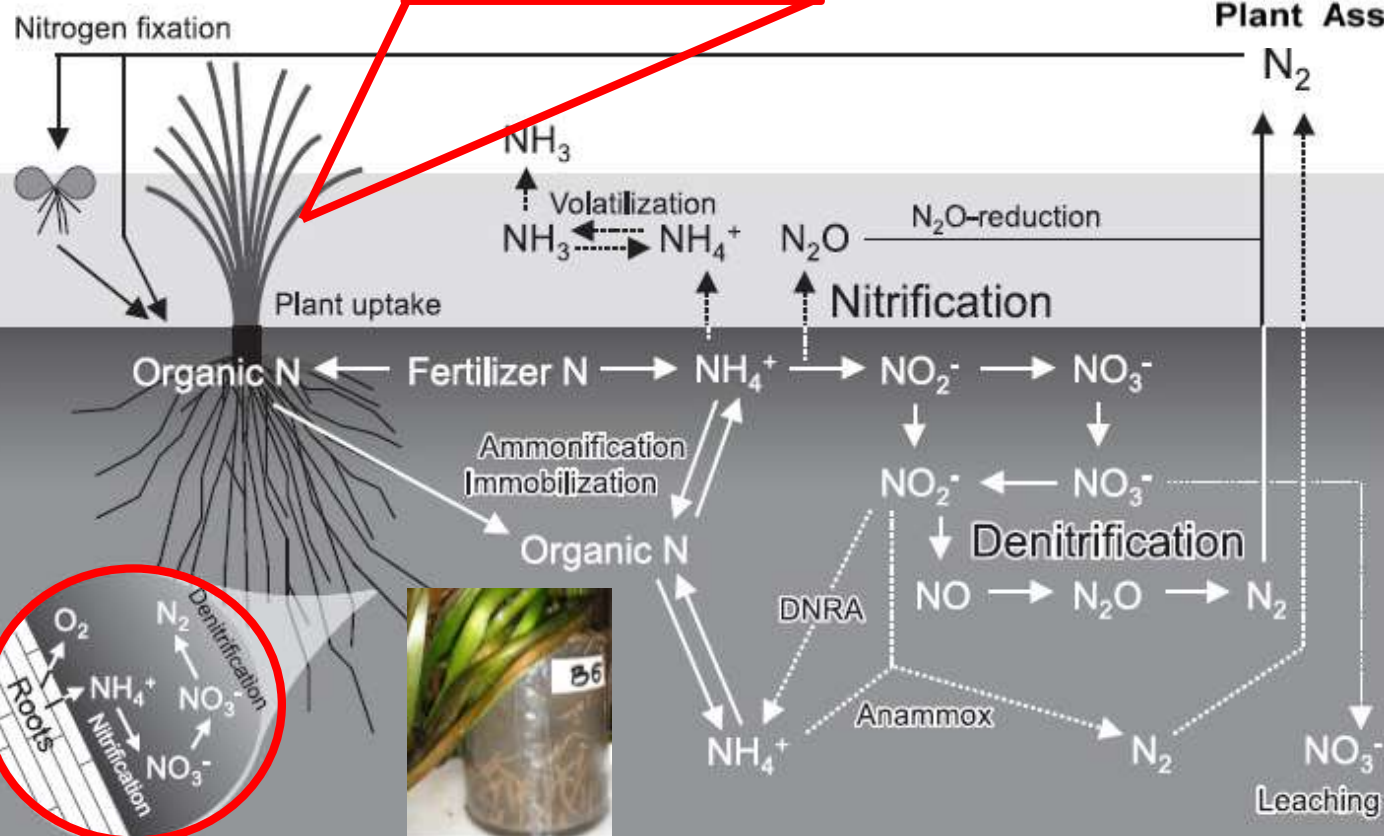 Plant Ass
Nitrogen fixation
N₂
NH₃
Volatilization
NH₃ NH₄⁺ N₂O N₂O–reduction
Plant uptake Nitrification
Organic N Fertilizer N NH₄⁺ NO₂⁻ NO₃⁻
Ammonification
Immobilization
NO₂⁻ NO₃⁻
Organic N
Denitrification
DNRA NO N₂O N₂
Anammox
NH₄⁺ N₂ NO₃⁻
Leaching
O₂ N₂ Denitrification
Roots NH₄⁺ NO₃⁻
Nitrification NO₃⁻
B6